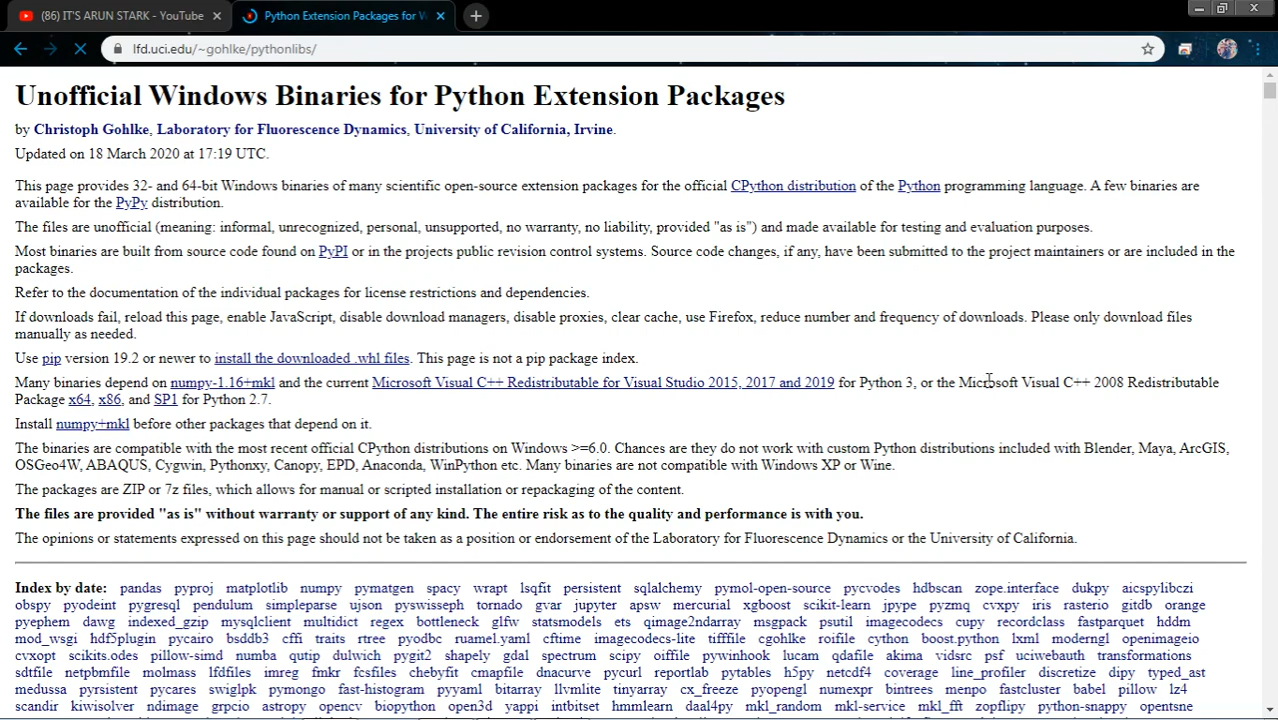 (86) IT'S ARUN STARK - YouTube
Python Extension Packages for W
lfd.uci.edu/~gohlke/pythonlibs/
Unofficial Windows Binaries for Python Extension Packages
by Christoph Gohlke, Laboratory for Fluorescence Dynamics, University of California, Irvine.
Updated on 18 March 2020 at 17:19 UTC.
This page provides 32- and 64-bit Windows binaries of many scientific open-source extension packages for the official CPython distribution of the Python programming language. A few binaries are
available for the PyPy distribution.
The files are unofficial (meaning: informal, unrecognized, personal, unsupported, no warranty, no liability, provided "as is") and made available for testing and evaluation purposes.
Most binaries are built from source code found on PyPI or in the projects public revision control systems. Source code changes, if any, have been submitted to the project maintainers or are included in the
packages.
Refer to the documentation of the individual packages for license restrictions and dependencies.
If downloads fail, reload this page, enable JavaScript, disable download managers, disable proxies, clear cache, use Firefox, reduce number and frequency of downloads. Please only download files
manually as needed.
Use pip version 19.2 or newer to install the downloaded .whl files. This page is not a pip package index.
Many binaries depend on numpy-1.16+mkl and the current Microsoft Visual C++ Redistributable for Visual Studio 2015, 2017 and 2019 for Python 3, or the Microsoft Visual C++ 2008 Redistributable
Package x64, x86, and SP1 for Python 2.7.
Install numpy+mkl before other packages that depend on it.
The binaries are compatible with the most recent official CPython distributions on Windows >=6.0. Chances are they do not work with custom Python distributions included with Blender, Maya, ArcGIS,
OSGeo4W, ABAQUS, Cygwin, Pythonxy, Canopy, EPD, Anaconda, WinPython etc. Many binaries are not compatible with Windows XP or Wine.
The packages are ZIP or 7z files, which allows for manual or scripted installation or repackaging of the content.
The files are provided "as is" without warranty or support of any kind. The entire risk as to the quality and performance is with you.
The opinions or statements expressed on this page should not be taken as a position or endorsement of the Laboratory for Fluorescence Dynamics or the University of California.
Index by date: pandas pyproj matplotlib numpy pymatgen spacy wrapt lsqfit persistent sqlalchemy pymol-open-source pycvodes hdbscan zope.interface dukpy aicspylibczi
obspy pyodeint pygresql pendulum simpleparse ujson pyswisseph tornado gvar jupyter apsw mercurial xgboost scikit-learn jpype pyzmq cvxpy iris rasterio gitdb orange
pyephem dawg indexed_gzip mysqlclient multidict regex bottleneck glfw statsmodels ets qimage2ndarray msgpack psutil imagecodecs cupy recordclass fastparquet hddm
mod_wsgi hdf5plugin pycairo bsddb3 cffi traits rtree pyodbc ruamel.yaml cftime imagecodecs-lite tifffile cgohlke roifile cython boost.python lxml moderngl openimageio
cvxopt scikits.odes pillow-simd numba qutip dulwich pygit2 shapely gdal spectrum scipy oiffile pywinhook lucam qdafile akima vidsrc psf uciwebauth transformations
sdtfile netpbmfile molmass lfdfiles imreg fmkr fcsfiles chebyfit cmapfile dnacurve pycurl reportlab pytables h5py netcdf4 coverage line_profiler discretize dipy typed_ast
medussa pyrsistent pycares swiglpk pymongo fast-histogram pyyaml bitarray llvmlite tinyarray cx_freeze pyopengl numexpr bintrees menpo fastcluster babel pillow lz4
scandir kiwisolver ndimage grpcio astropy opencv biopython open3d yappi intbitset hmmlearn daal4py mkl_random mkl-service mkl_fft zopflipy python-snappy opentsne